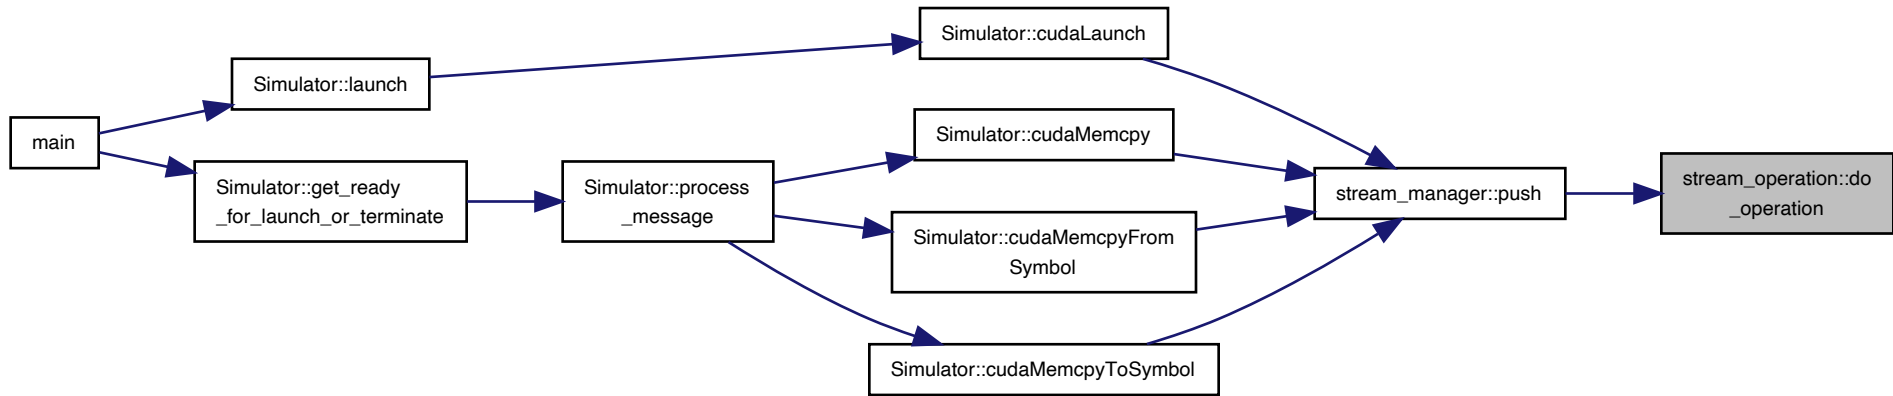 main
Simulator::launch
Simulator::get_ready
_for_launch_or_terminate
Simulator::process
_message
Simulator::cudaLaunch
Simulator::cudaMemcpy
Simulator::cudaMemcpyFrom
Symbol
Simulator::cudaMemcpyToSymbol
stream_manager::push
stream_operation::do
_operation